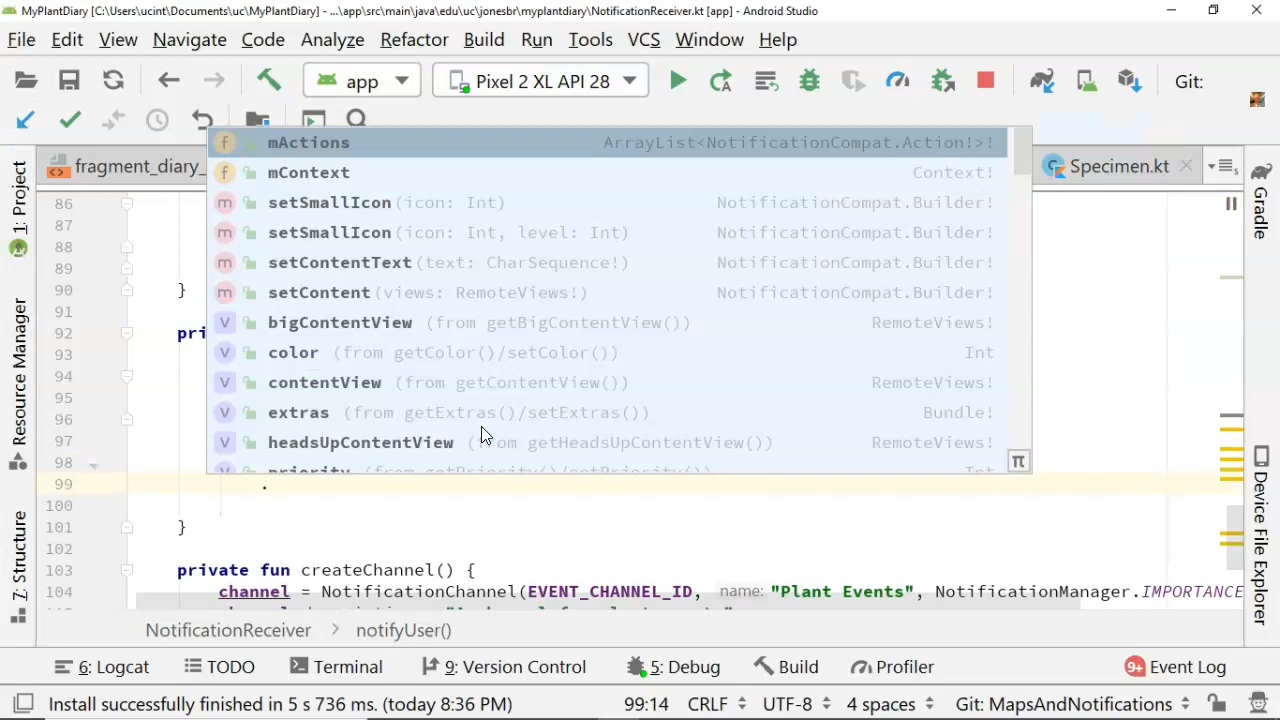 MyPlantDiary [C:\Users\ucint\Documents\uc\MyPlantDiary] - ...\app\src\main\java\edu\uc\jonesbr\myplantdiary\NotificationReceiver.kt [app] - Android Studio
File Edit View Navigate Code Analyze Refactor Build Run Tools VCS Window Help
app Pixel 2 XL API 28 Git:
fragment_diary_ Specimen.kt
mActions ArrayList<NotificationCompat.Action!>!
mContext Context!
setSmallIcon(icon: Int) NotificationCompat.Builder!
setSmallIcon(icon: Int, level: Int) NotificationCompat.Builder!
setContentText(text: CharSequence!) NotificationCompat.Builder!
setContent(views: RemoteViews!) NotificationCompat.Builder!
bigContentView (from getBigContentView()) RemoteViews!
color (from getColor()/setColor()) Int
contentView (from getContentView()) RemoteViews!
extras (from getExtras()/setExtras()) Bundle!
headsUpContentView (from getHeadsUpContentView()) RemoteViews!
priority (from getPriority()/setPriority()) Int
π
86
87
88
89
90 }
91
92 pri
93
94
95
96
97
98
99 .
100
101 }
102
103 private fun createChannel() {
104 channel = NotificationChannel(EVENT_CHANNEL_ID, name: "Plant Events", NotificationManager.IMPORTANCE
NotificationReceiver > notifyUser()
1: Project
Resource Manager
7: Structure
Gradle
Device File Explorer
6: Logcat TODO Terminal 9: Version Control 5: Debug Build Profiler 9+ Event Log
Install successfully finished in 5 s 736 ms. (today 8:36 PM) 99:14 CRLF UTF-8 4 spaces Git: MapsAndNotifications